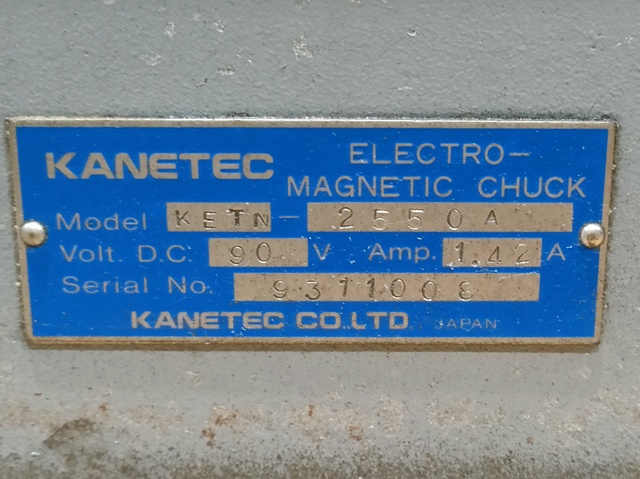 KANETEC ELECTRO-
MAGNETIC CHUCK
Model KETN-2550A
Volt. D.C. 90 V Amp. 1.42 A
Serial No. 9311008
KANETEC CO.,LTD. JAPAN